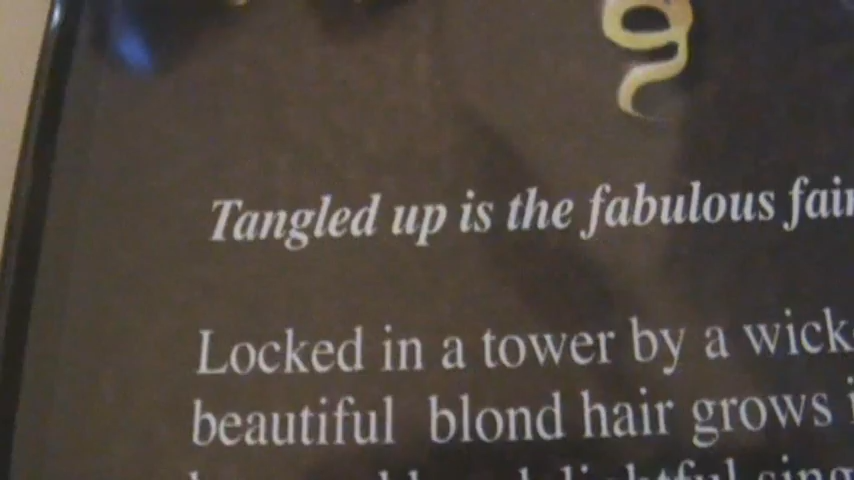 Tangled up is the fabulous
Locked in a tower by a
beautiful blond hair grows